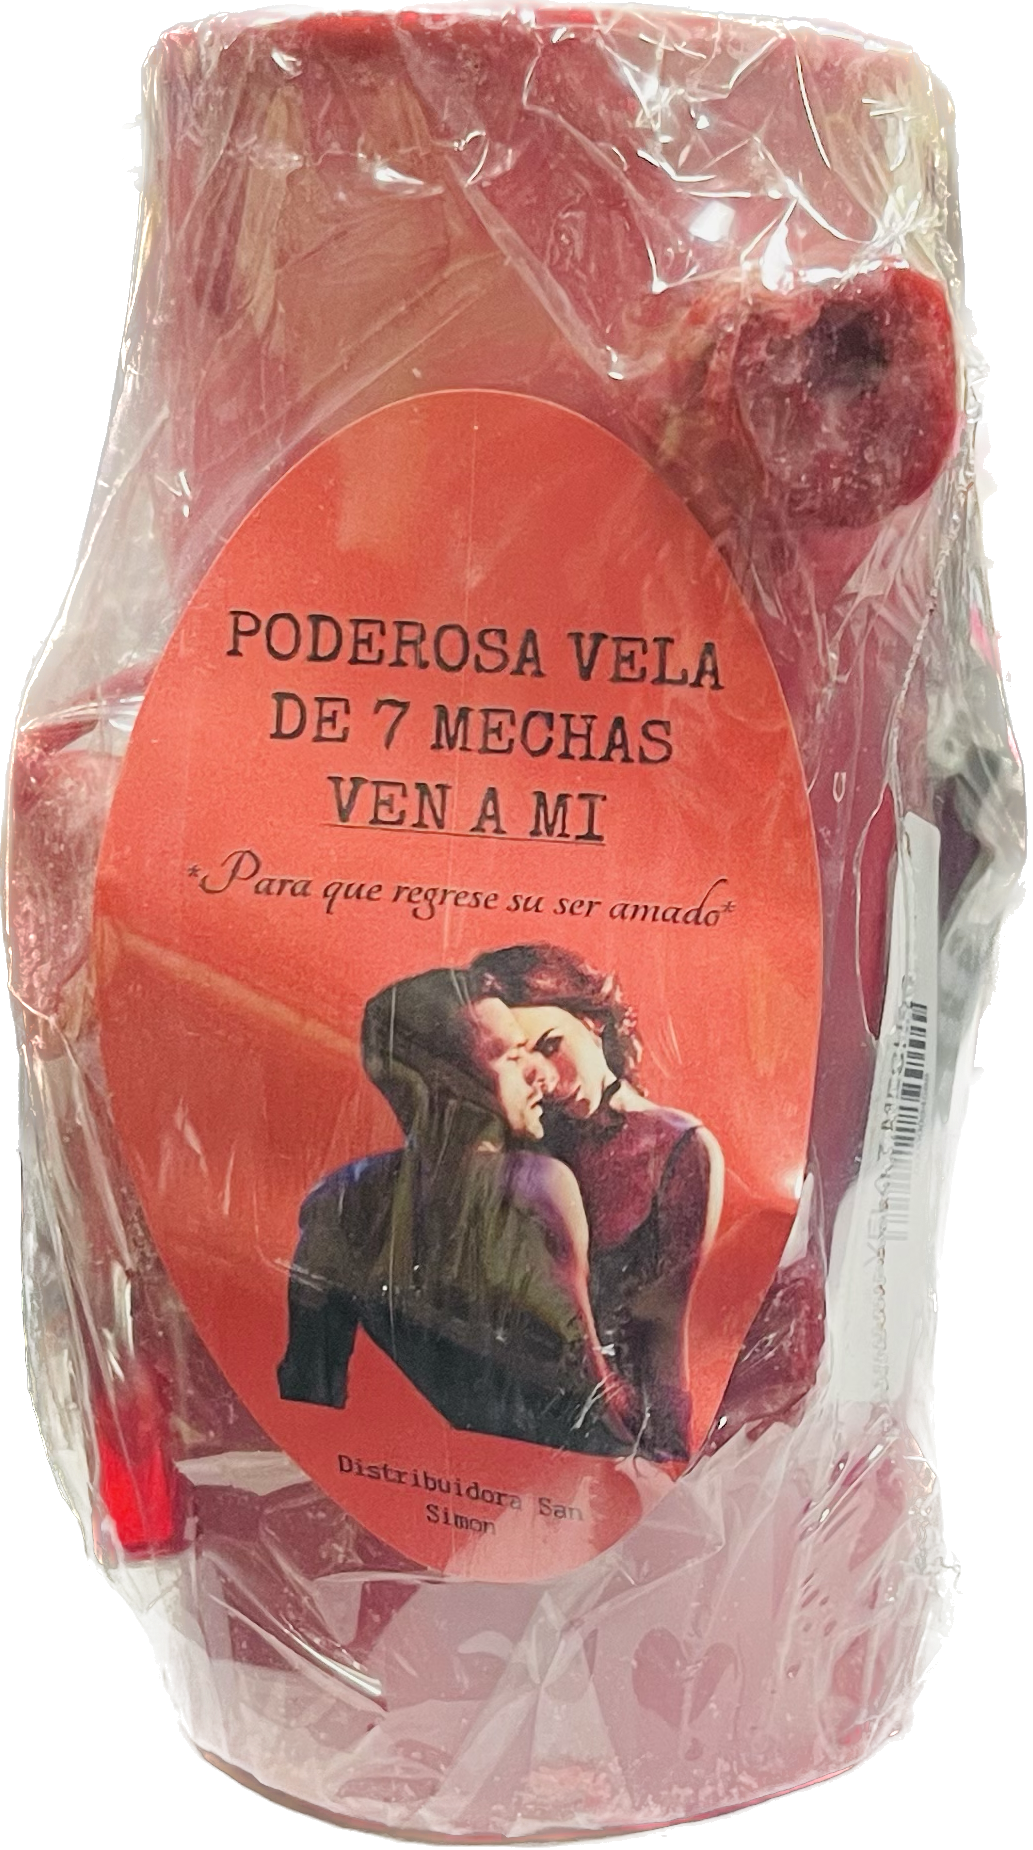 PODEROSA VELA
DE 7 MECHAS
VEN A MI
*Para que regrese su ser amado*
Distribuidora San
Simon